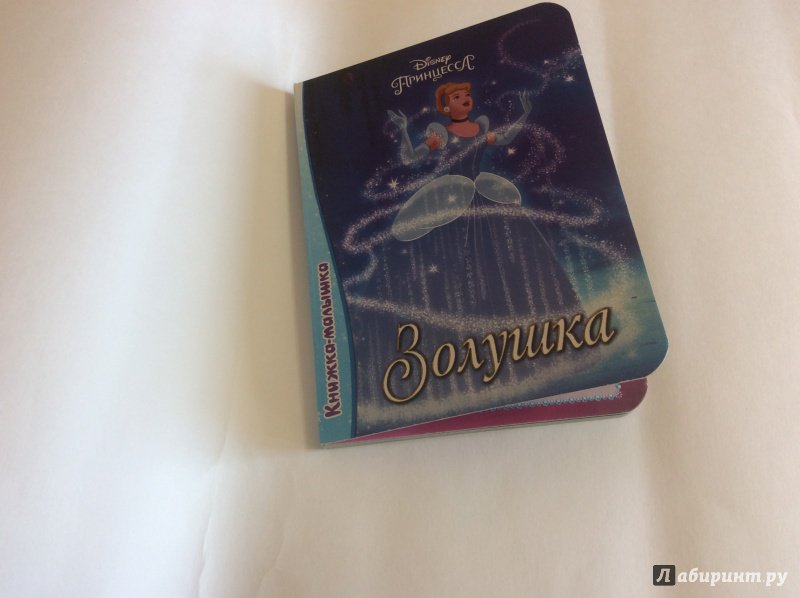 Disney
Принцесса
Золушка
Книжка-малышка
Лабиринт.ру